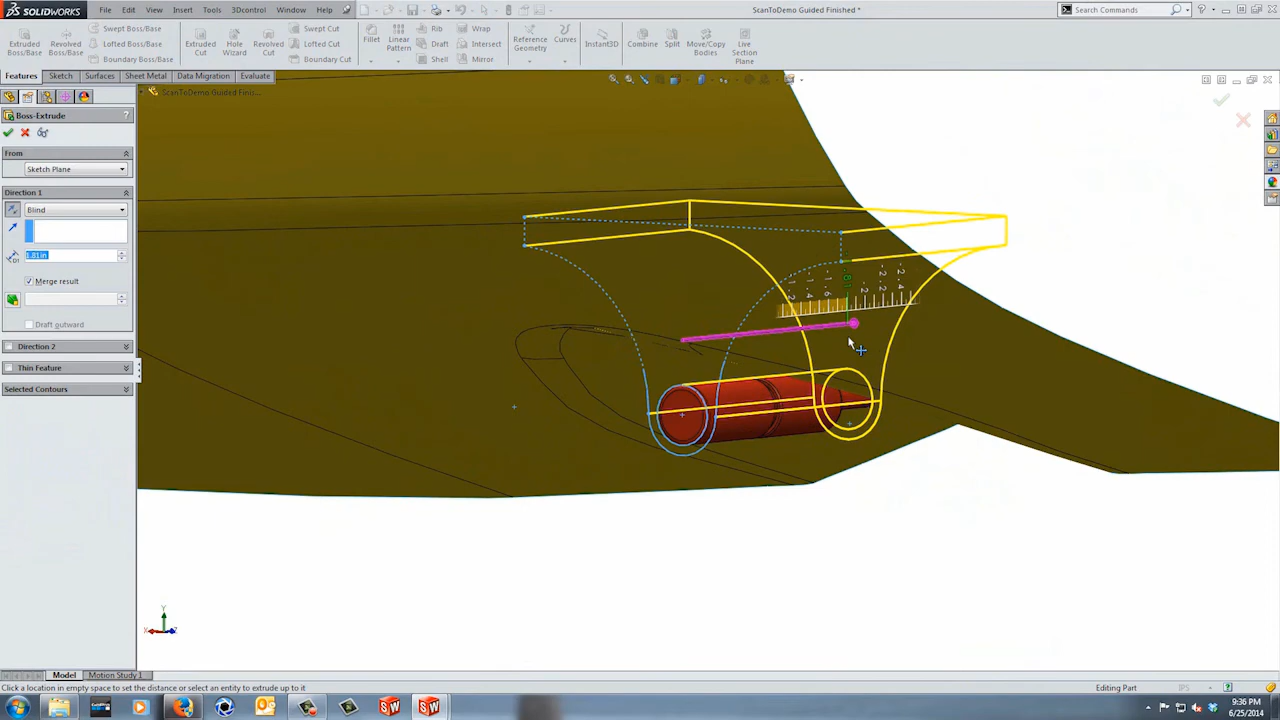 SOLIDWORKS File Edit View Insert Tools 3Dcontrol Window Help ScanToDemo Guided Finished * Search Commands
Extruded Boss/Base
Revolved Boss/Base
Swept Boss/Base
Lofted Boss/Base
Boundary Boss/Base
Extruded Cut
Hole Wizard
Revolved Cut
Swept Cut
Lofted Cut
Boundary Cut
Fillet
Linear Pattern
Rib
Draft
Shell
Wrap
Intersect
Mirror
Reference Geometry
Curves
Instant3D
Combine
Split
Move/Copy Bodies
Live Section Plane
Features Sketch Surfaces Sheet Metal Data Migration Evaluate
ScanToDemo Guided Finis...
Boss-Extrude ?
From
Sketch Plane
Direction 1
Blind
1.81in
Merge result
Draft outward
Direction 2
Thin Feature
Selected Contours
Y
X Z
Model Motion Study 1
Click a location in empty space to set the distance or select an entity to extrude up to it Editing Part IPS
9:36 PM
6/25/2014